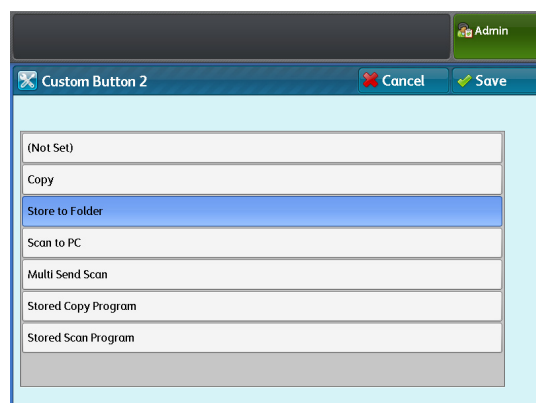 Admin
Custom Button 2
Cancel
Save
(Not Set)
Copy
Store to Folder
Scan to PC
Multi Send Scan
Stored Copy Program
Stored Scan Program